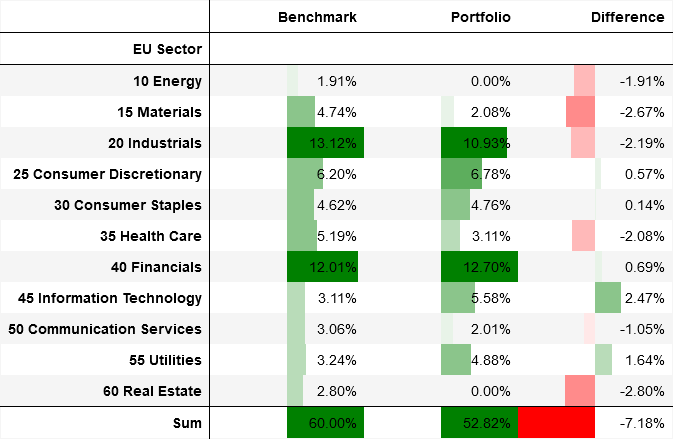 Benchmark Portfolio Difference
EU Sector
10 Energy 1.91% 0.00% -1.91%
15 Materials 4.74% 2.08% -2.67%
20 Industrials 13.12% 10.93% -2.19%
25 Consumer Discretionary 6.20% 6.78% 0.57%
30 Consumer Staples 4.62% 4.76% 0.14%
35 Health Care 5.19% 3.11% -2.08%
40 Financials 12.01% 12.70% 0.69%
45 Information Technology 3.11% 5.58% 2.47%
50 Communication Services 3.06% 2.01% -1.05%
55 Utilities 3.24% 4.88% 1.64%
60 Real Estate 2.80% 0.00% -2.80%
Sum 60.00% 52.82% -7.18%